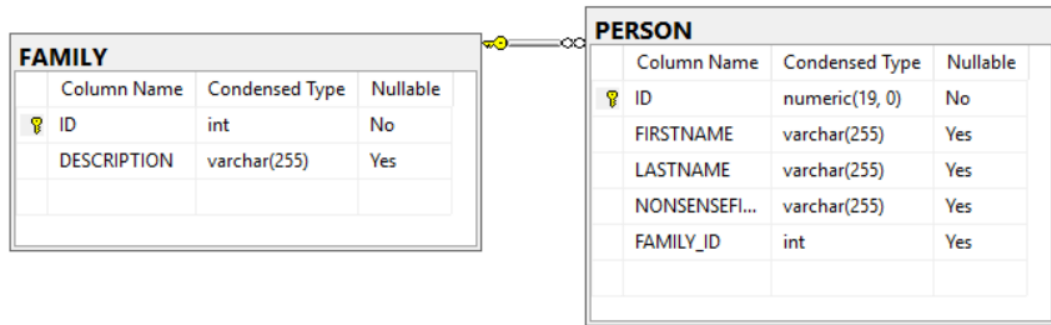 FAMILY
Column Name Condensed Type Nullable
ID int No
DESCRIPTION varchar(255) Yes
PERSON
Column Name Condensed Type Nullable
ID numeric(19, 0) No
FIRSTNAME varchar(255) Yes
LASTNAME varchar(255) Yes
NONSENSEFI... varchar(255) Yes
FAMILY_ID int Yes